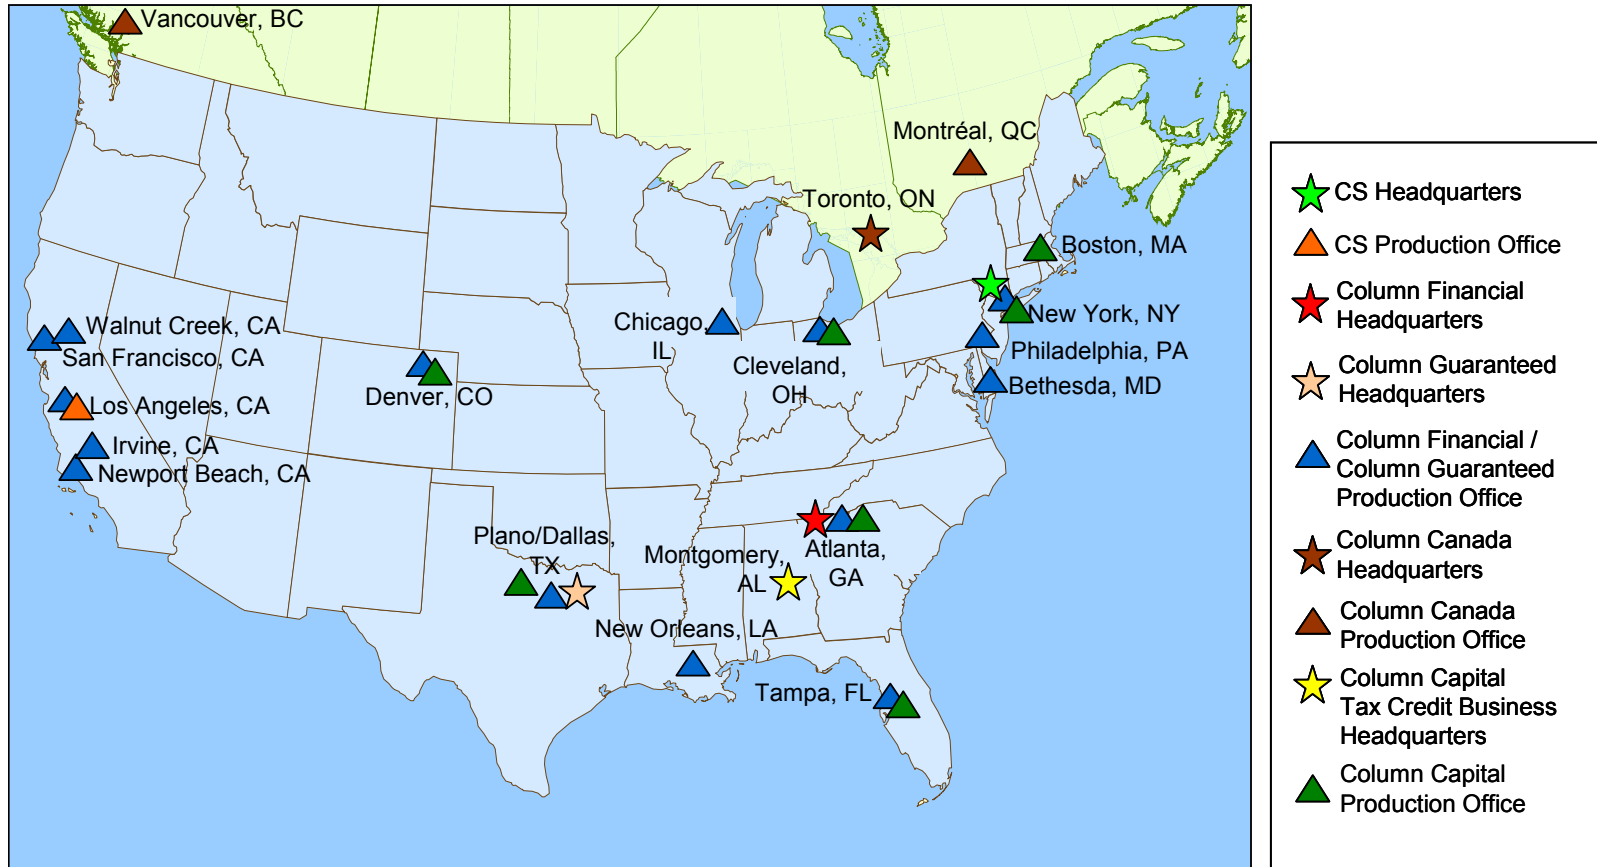 Vancouver, BC
Montréal, QC
Toronto, ON
Boston, MA
Walnut Creek, CA
San Francisco, CA
Chicago,
IL
Cleveland,
OH
New York, NY
Philadelphia, PA
Bethesda, MD
Denver, CO
Los Angeles, CA
Irvine, CA
Newport Beach, CA
Plano/Dallas,
TX
Montgomery,
AL
Atlanta,
GA
New Orleans, LA
Tampa, FL
CS Headquarters
CS Production Office
Column Financial
Headquarters
Column Guaranteed
Headquarters
Column Financial /
Column Guaranteed
Production Office
Column Canada
Headquarters
Column Canada
Production Office
Column Capital
Tax Credit Business
Headquarters
Column Capital
Production Office